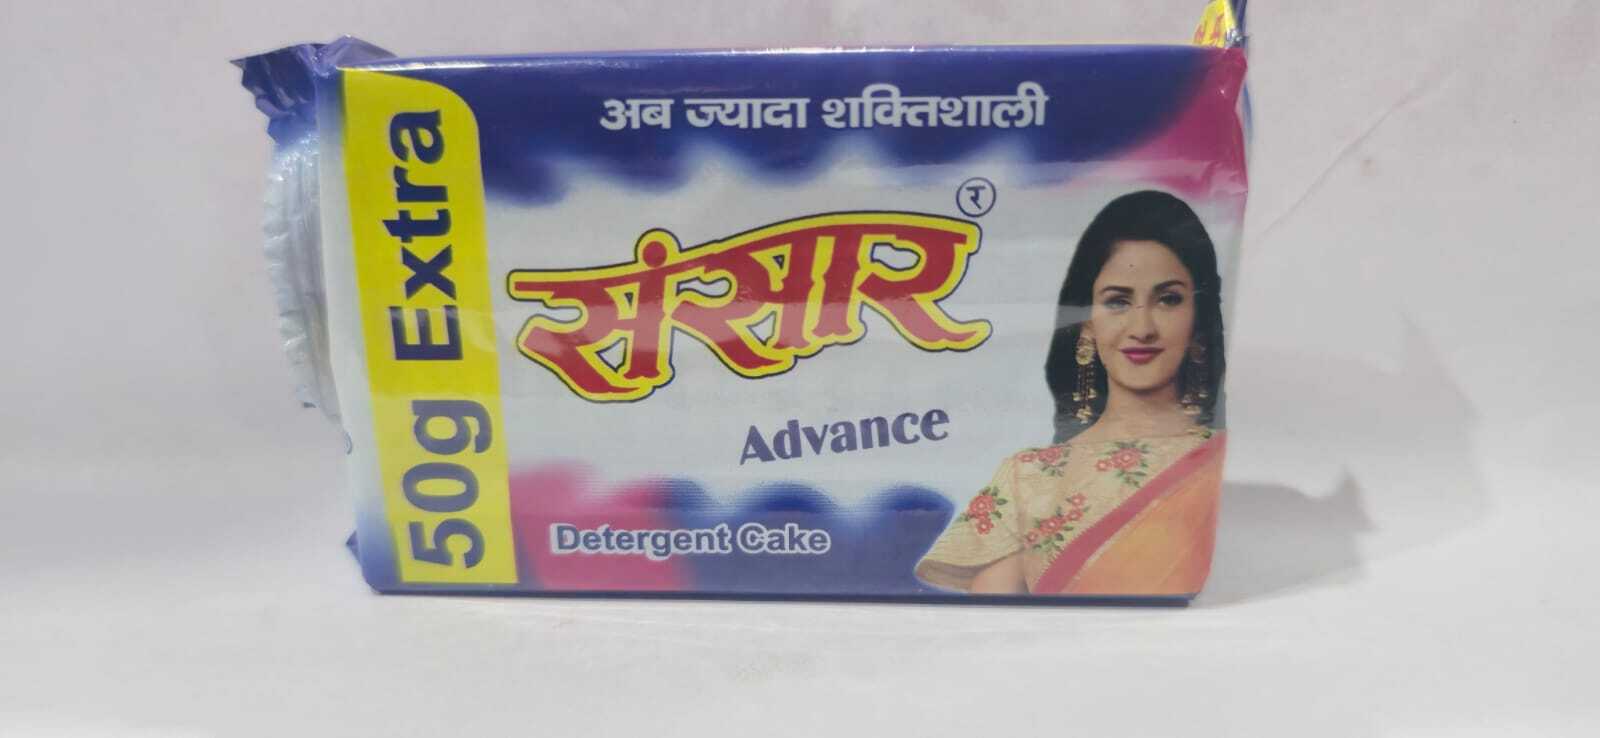 अब ज्यादा शक्तिशाली
50g Extra
संसार र
Advance
Detergent Cake